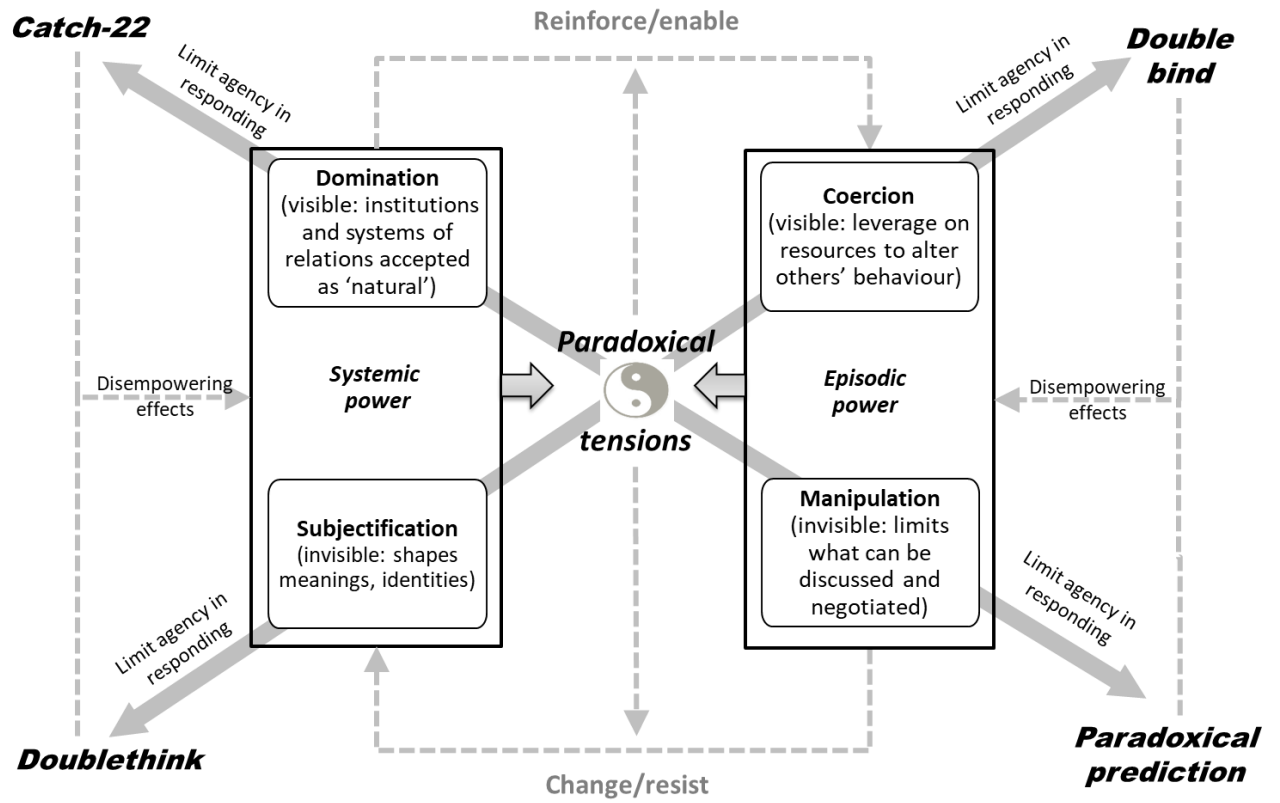 Catch-22
Reinforce/enable
Double
bind
Limit agency in
responding
Limit agency in
responding
Domination
(visible: institutions
and systems of
relations accepted
as ‘natural’)
Coercion
(visible: leverage on
resources to alter
others’ behaviour)
Paradoxical
tensions
Systemic
power
Episodic
power
Disempowering
effects
Disempowering
effects
Subjectification
(invisible: shapes
meanings, identities)
Manipulation
(invisible: limits
what can be
discussed and
negotiated)
Limit agency in
responding
Limit agency in
responding
Doublethink
Change/resist
Paradoxical
prediction